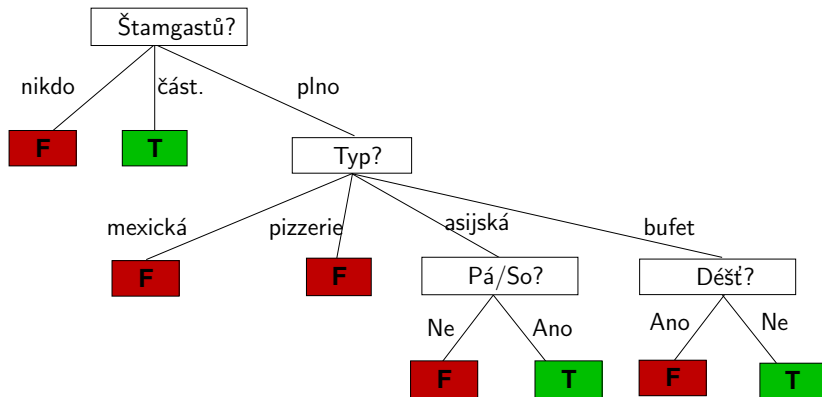 Štamgastů?
nikdo část. plno
F T
Typ?
mexická pizzerie asijská bufet
F F
Pá/So? Déšť?
Ne Ano Ano Ne
F T F T